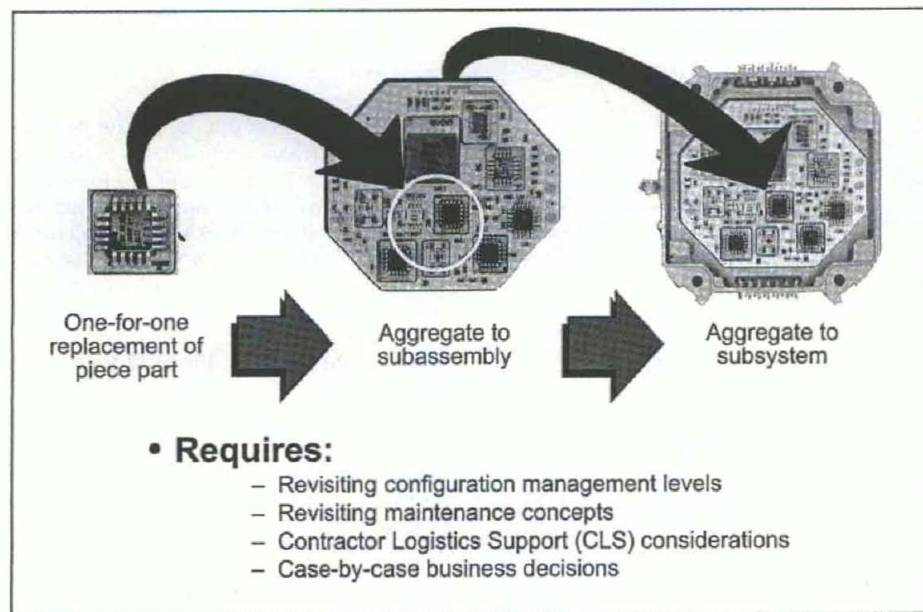 One-for-one
replacement of
piece part
Aggregate to
subassembly
Aggregate to
subsystem
• Requires:
– Revisiting configuration management levels
– Revisiting maintenance concepts
– Contractor Logistics Support (CLS) considerations
– Case-by-case business decisions